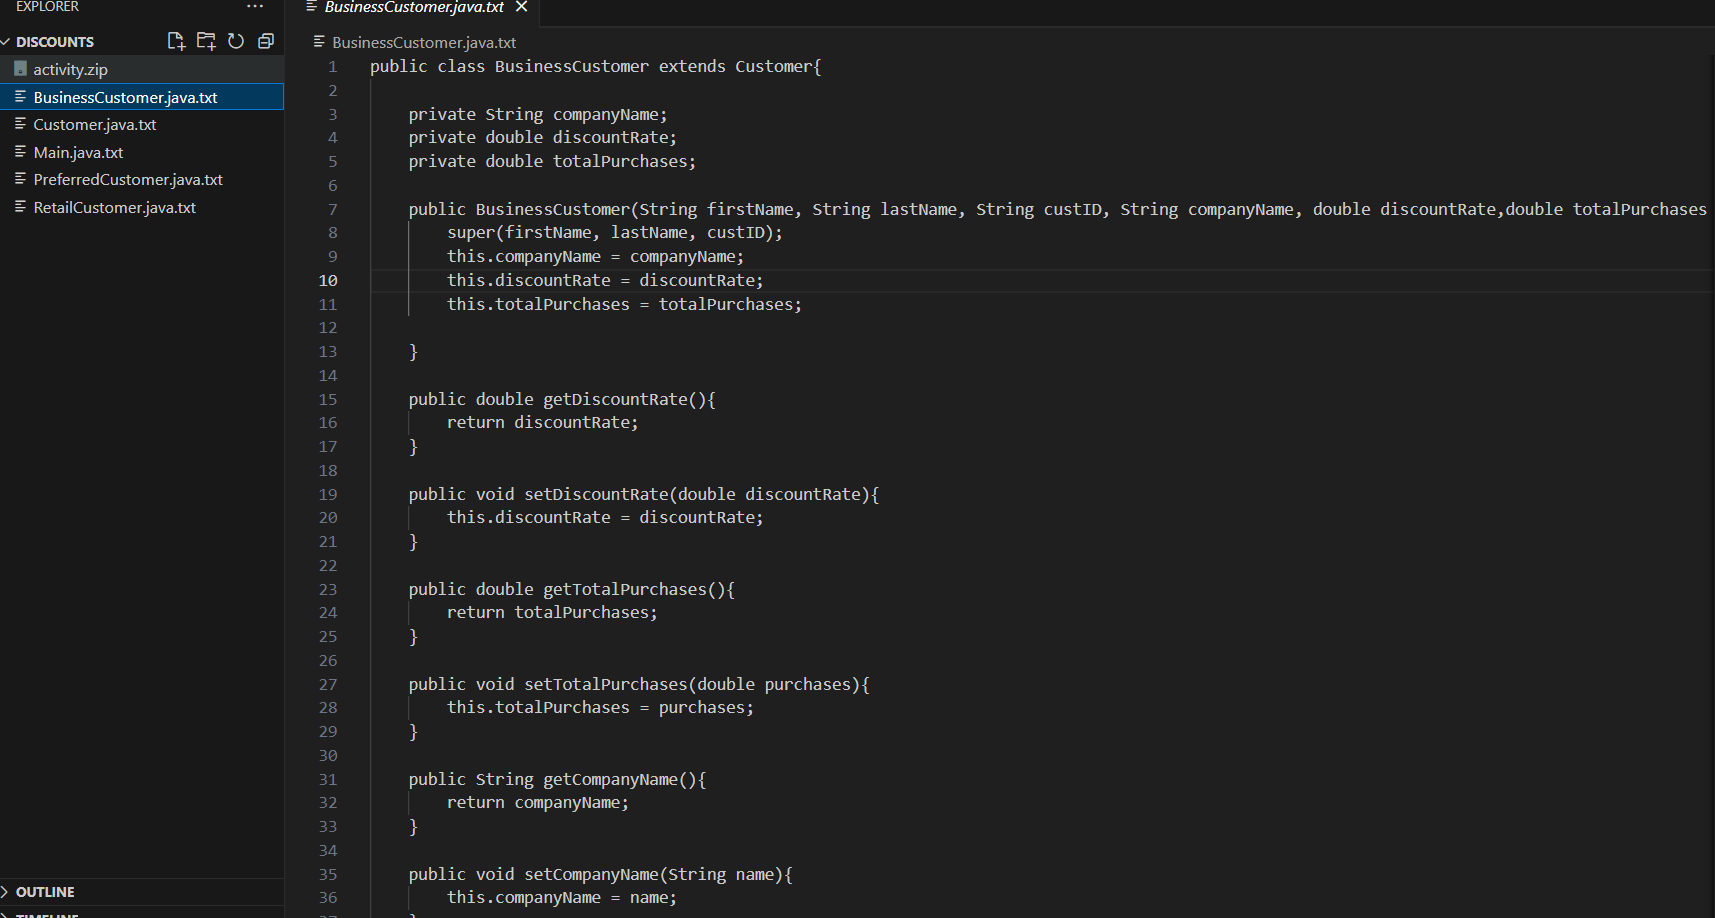 EXPLORER
DISCOUNTS
activity.zip
BusinessCustomer.java.txt
Customer.java.txt
Main.java.txt
PreferredCustomer.java.txt
RetailCustomer.java.txt
OUTLINE
TIMELINE
BusinessCustomer.java.txt
BusinessCustomer.java.txt
1 public class BusinessCustomer extends Customer{
2
3 private String companyName;
4 private double discountRate;
5 private double totalPurchases;
6
7 public BusinessCustomer(String firstName, String lastName, String custID, String companyName, double discountRate,double totalPurchases
8 super(firstName, lastName, custID);
9 this.companyName = companyName;
10 this.discountRate = discountRate;
11 this.totalPurchases = totalPurchases;
12
13 }
14
15 public double getDiscountRate(){
16 return discountRate;
17 }
18
19 public void setDiscountRate(double discountRate){
20 this.discountRate = discountRate;
21 }
22
23 public double getTotalPurchases(){
24 return totalPurchases;
25 }
26
27 public void setTotalPurchases(double purchases){
28 this.totalPurchases = purchases;
29 }
30
31 public String getCompanyName(){
32 return companyName;
33 }
34
35 public void setCompanyName(String name){
36 this.companyName = name;